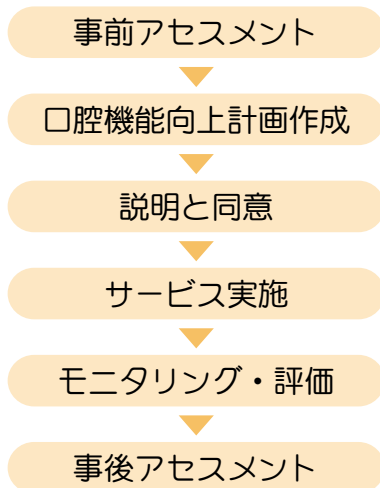 事前アセスメント
口腔機能向上計画作成
説明と同意
サービス実施
モニタリング・評価
事後アセスメント